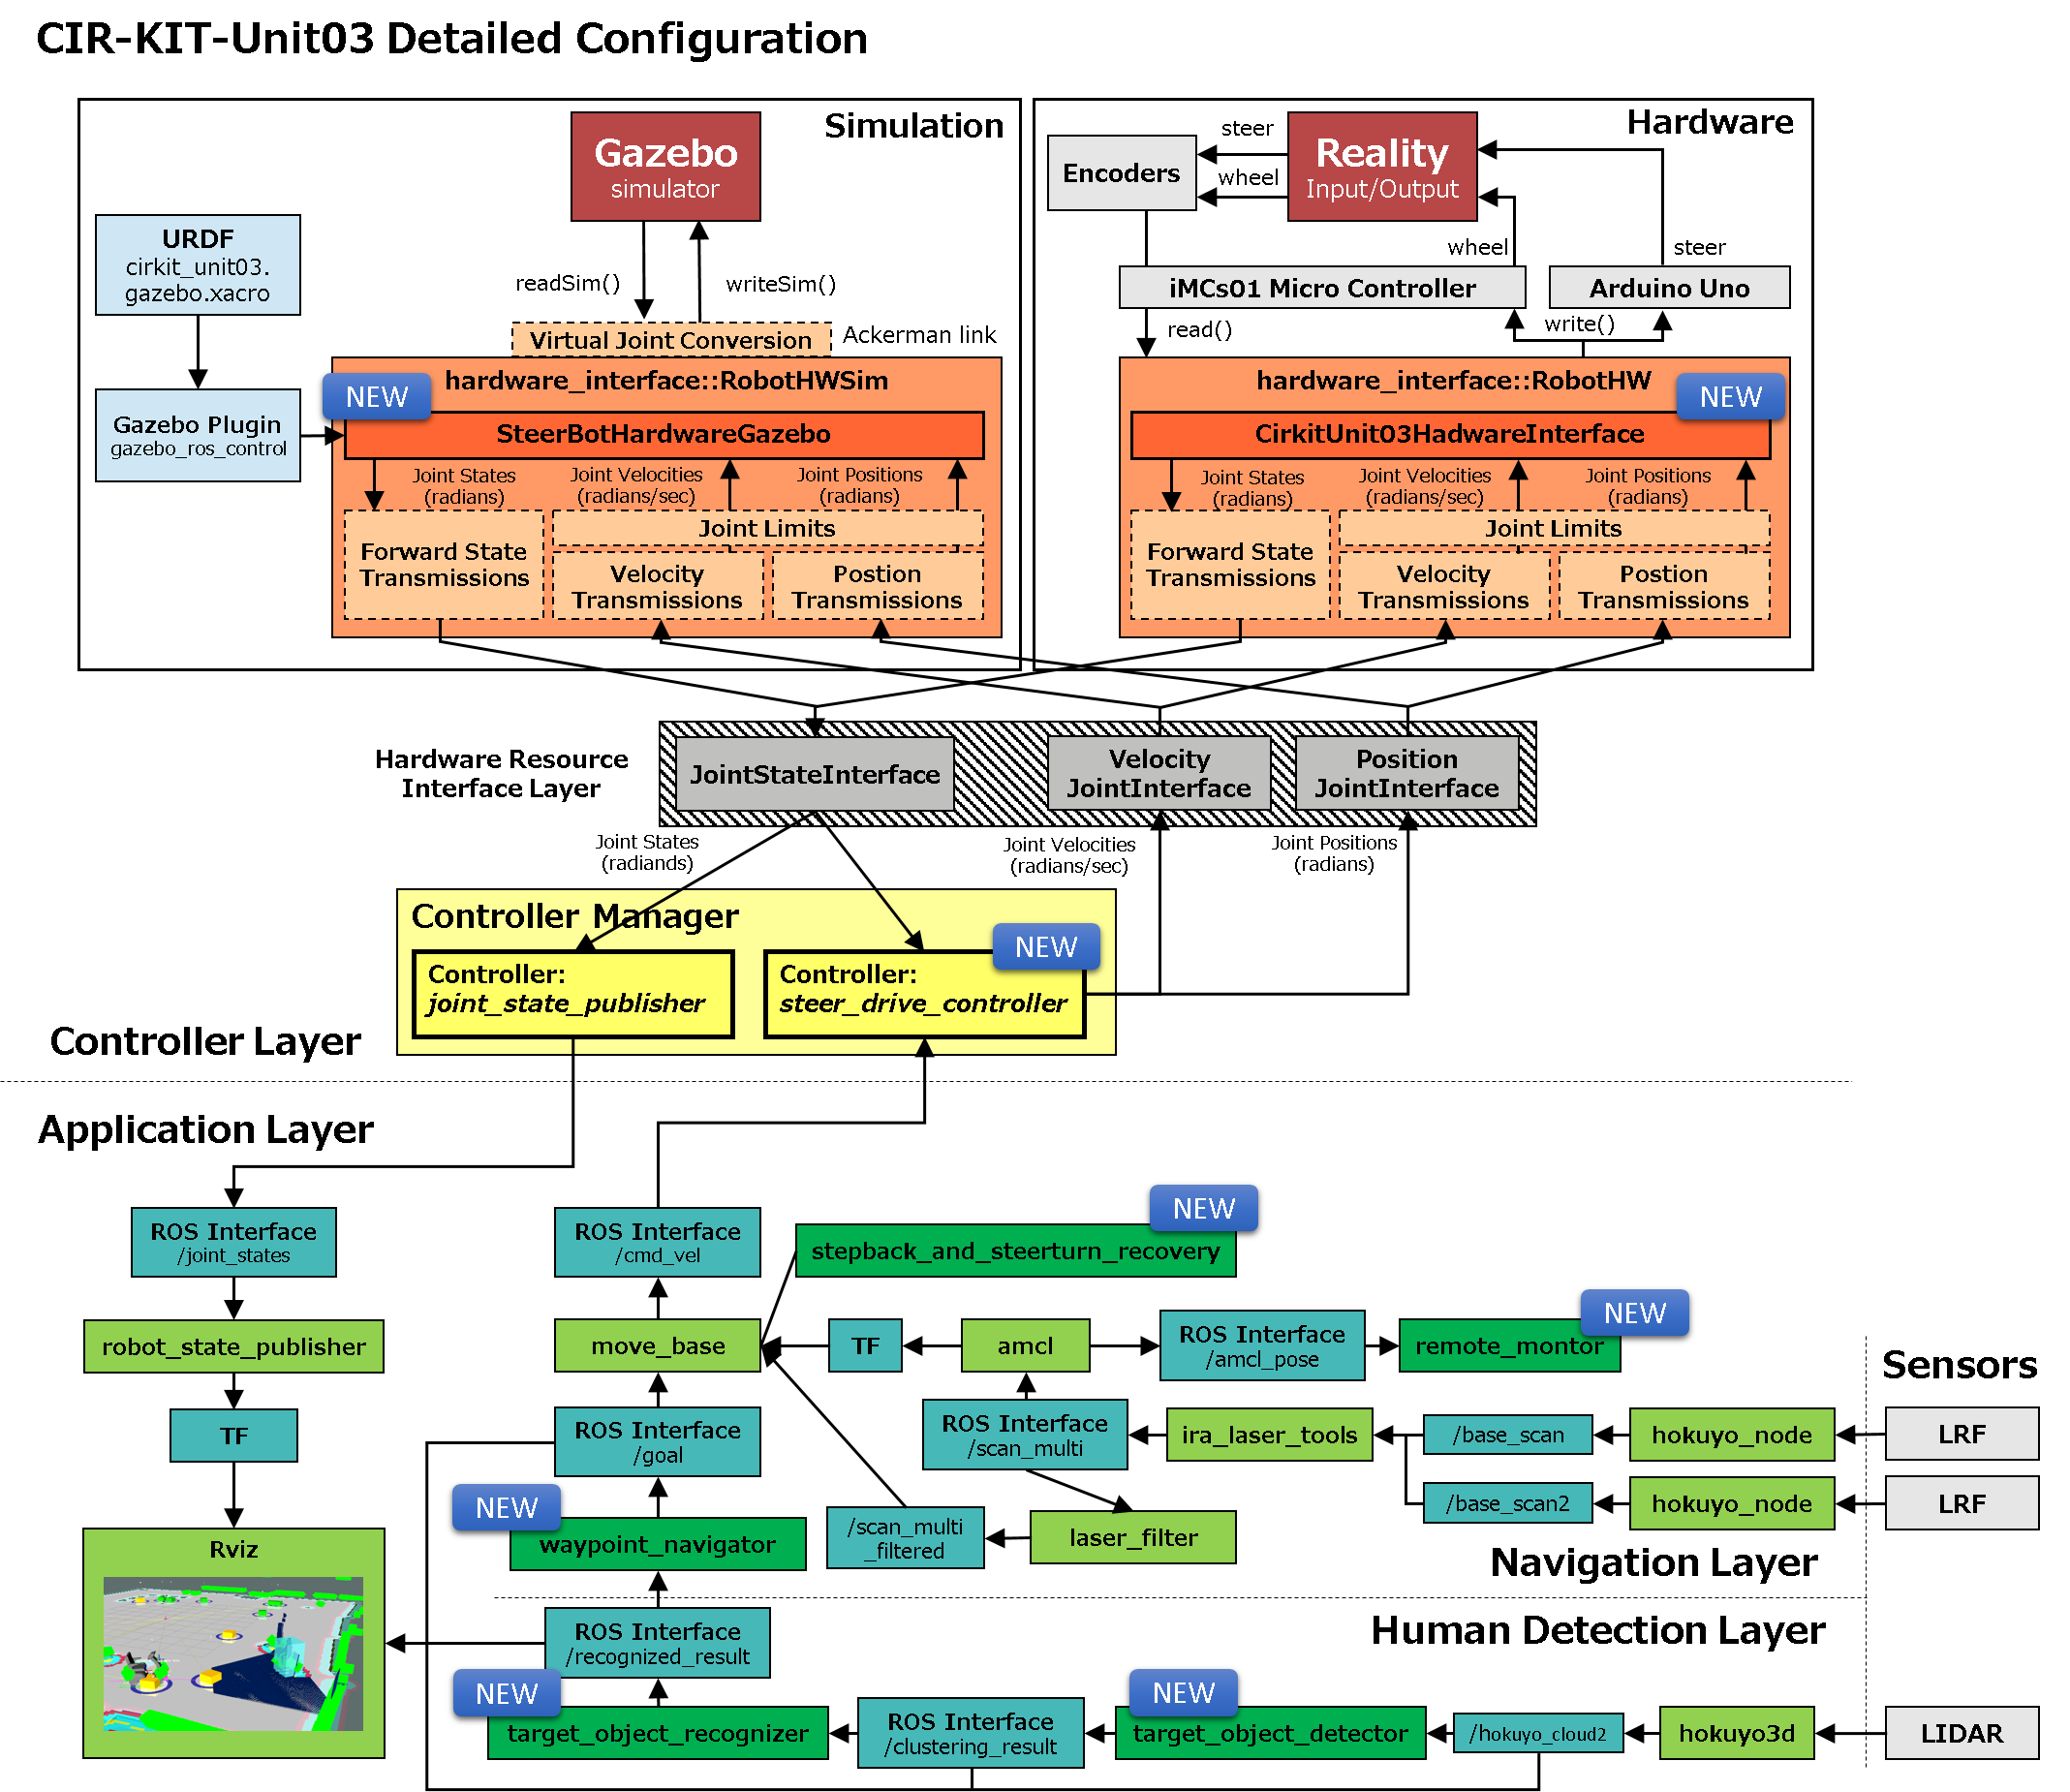 CIR-KIT-Unit03 Detailed Configuration
Simulation
Gazebo
simulator
URDF
cirkit_unit03.
gazebo.xacro
readSim()
writeSim()
Virtual Joint Conversion
Ackerman link
hardware_interface::RobotHWSim
NEW
Gazebo Plugin
gazebo_ros_control
SteerBotHardwareGazebo
Joint States
(radians)
Joint Velocities
(radians/sec)
Joint Positions
(radians)
Joint Limits
Forward State
Transmissions
Velocity
Transmissions
Postion
Transmissions
Hardware
Encoders
steer
wheel
Reality
Input/Output
wheel
steer
iMCs01 Micro Controller
Arduino Uno
read()
write()
hardware_interface::RobotHW
NEW
CirkitUnit03HadwareInterface
Joint States
(radians)
Joint Velocities
(radians/sec)
Joint Positions
(radians)
Joint Limits
Forward State
Transmissions
Velocity
Transmissions
Postion
Transmissions
Hardware Resource
Interface Layer
JointStateInterface
Velocity
JointInterface
Position
JointInterface
Joint States
(radiands)
Joint Velocities
(radians/sec)
Joint Positions
(radians)
Controller Manager
NEW
Controller:
joint_state_publisher
Controller:
steer_drive_controller
Controller Layer
Application Layer
ROS Interface
/joint_states
robot_state_publisher
TF
Rviz
ROS Interface
/cmd_vel
NEW
stepback_and_steerturn_recovery
move_base
TF
amcl
ROS Interface
/amcl_pose
NEW
remote_montor
Sensors
ROS Interface
/goal
ROS Interface
/scan_multi
ira_laser_tools
/base_scan
hokuyo_node
LRF
/base_scan2
hokuyo_node
LRF
NEW
waypoint_navigator
/scan_multi
_filtered
laser_filter
Navigation Layer
Human Detection Layer
ROS Interface
/recognized_result
NEW
target_object_recognizer
ROS Interface
/clustering_result
NEW
target_object_detector
/hokuyo_cloud2
hokuyo3d
LIDAR